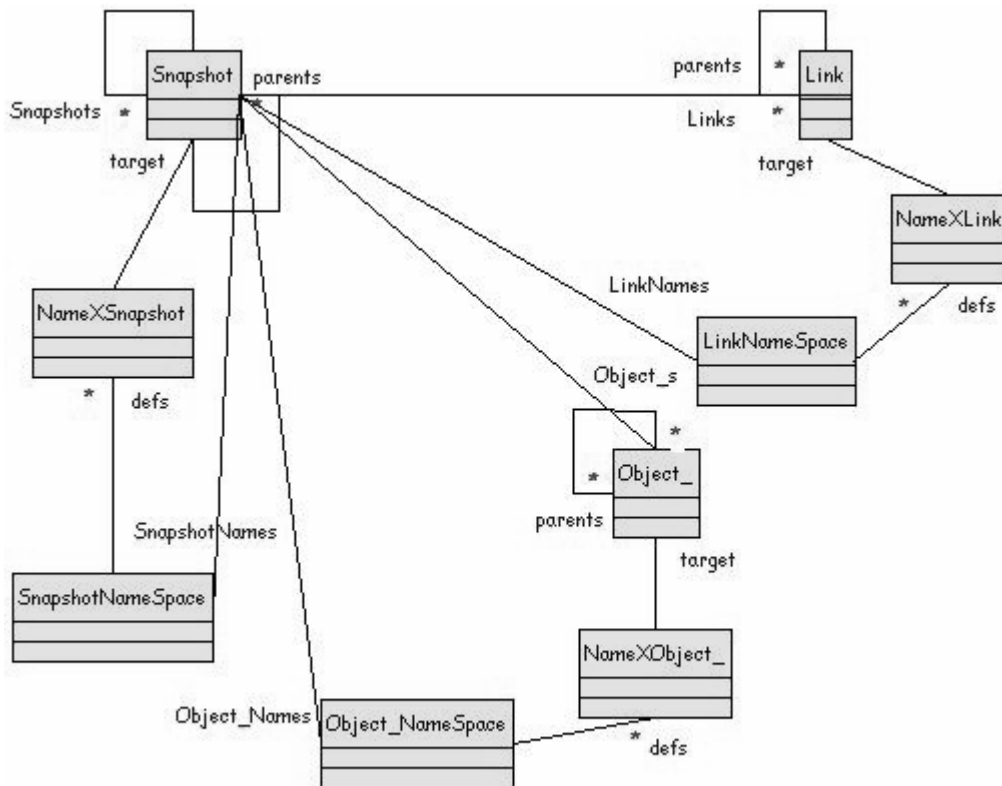 Snapshot
parents
*
Snapshots
*
target
parents
*
Link
Links
*
target
NameXLink
*
defs
LinkNames
LinkNameSpace
NameXSnapshot
*
defs
Object_s
*
Object_
*
parents
target
SnapshotNames
SnapshotNameSpace
NameXObject_
Object_Names
Object_NameSpace
*
defs